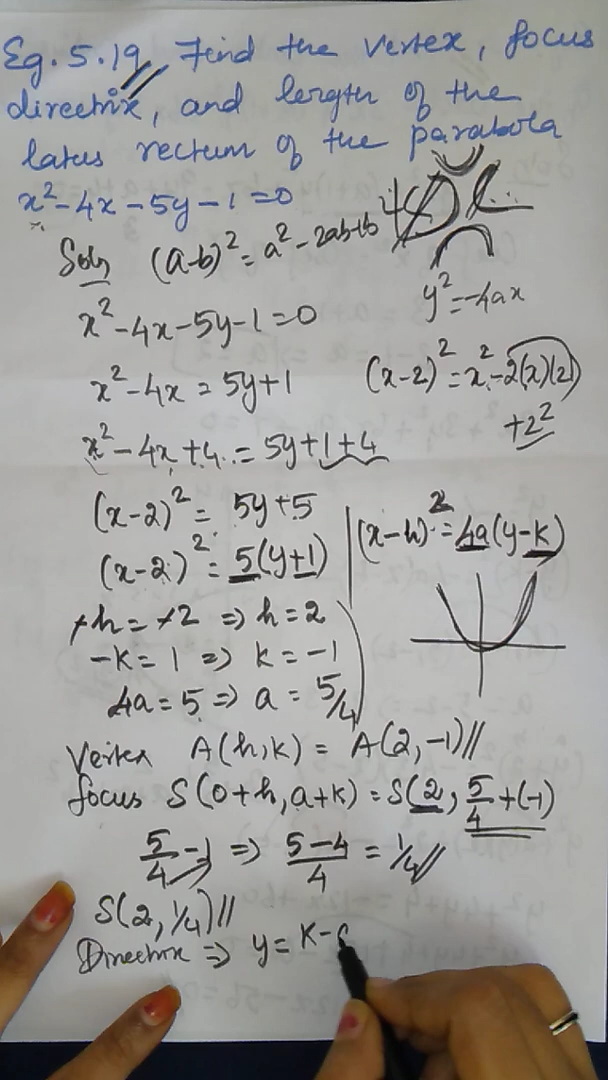 Eg. 5.19 Find the vertex, focus
directrix, and length of the
latus rectum of the parabola
x² - 4x - 5y - 1 = 0
Soln (a-b)² = a² - 2ab+b
y² = -4ax
x² - 4x - 5y - 1 = 0
x² - 4x = 5y + 1
(x-2)² = x² - 2(x)(2)
+2²
x² - 4x + 4 = 5y + 1 + 4
(x-2)² = 5y + 5
(x-2)² = 5(y+1)
(x-h)² = 4a(y-k)
+h = +2 ⇒ h = 2
-k = 1 ⇒ k = -1
4a = 5 ⇒ a = 5/4
Vertex A(h,k) = A(2,-1)//
focus S(0+h, a+k) = S(2, 5/4 + (-1)
5/4 - 1 ⇒ (5-4)/4 = 1/4//
S(2, 1/4)//
Directrix ⇒ y = k -